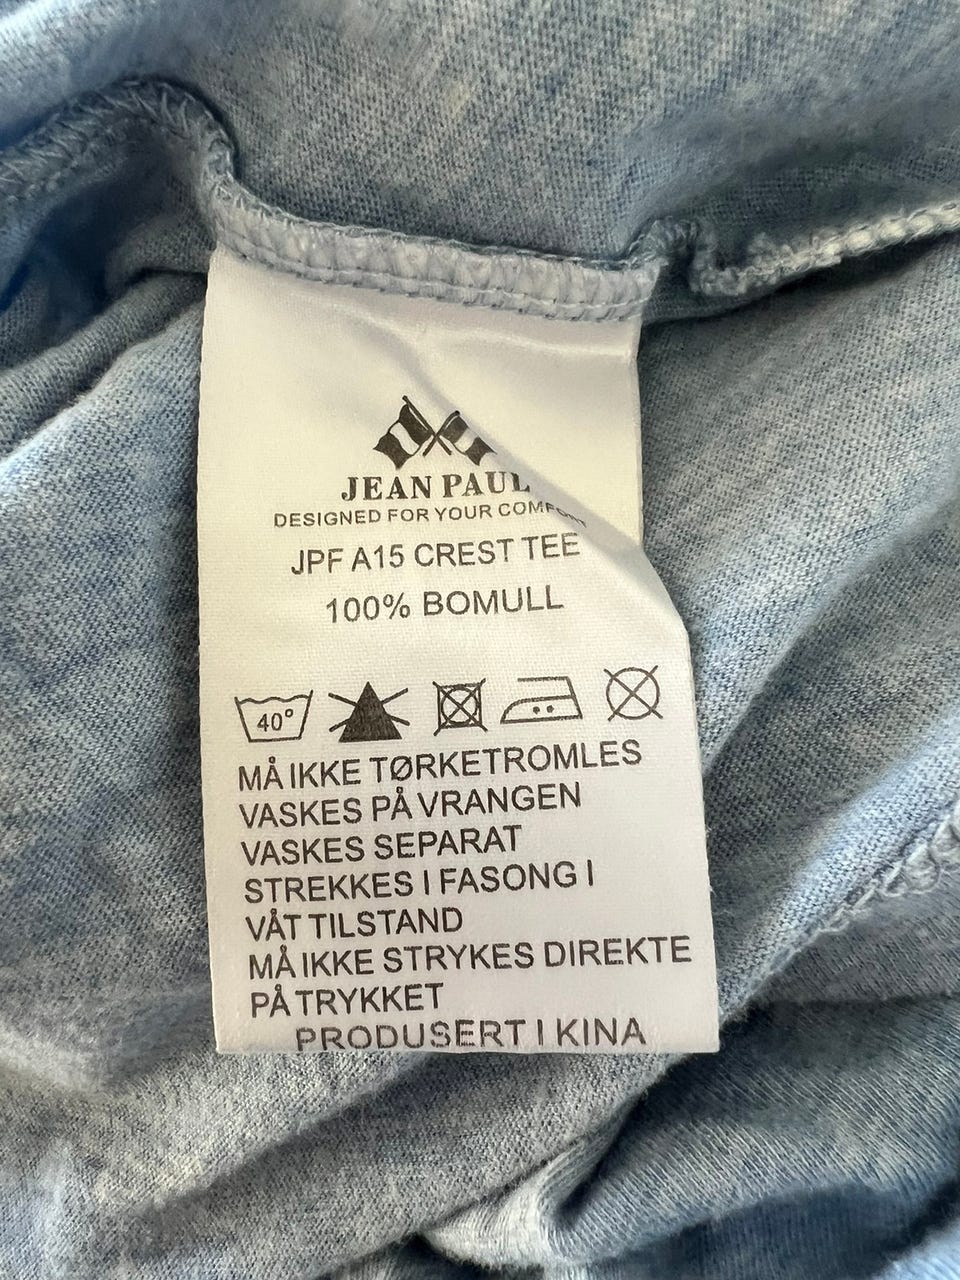 JEAN PAUL
DESIGNED FOR YOUR COMFORT
JPF A15 CREST TEE
100% BOMULL
40°
MÅ IKKE TØRKETROMLES
VASKES PÅ VRANGEN
VASKES SEPARAT
STREKKES I FASONG I
VÅT TILSTAND
MÅ IKKE STRYKES DIREKTE
PÅ TRYKKET
PRODUSERT I KINA